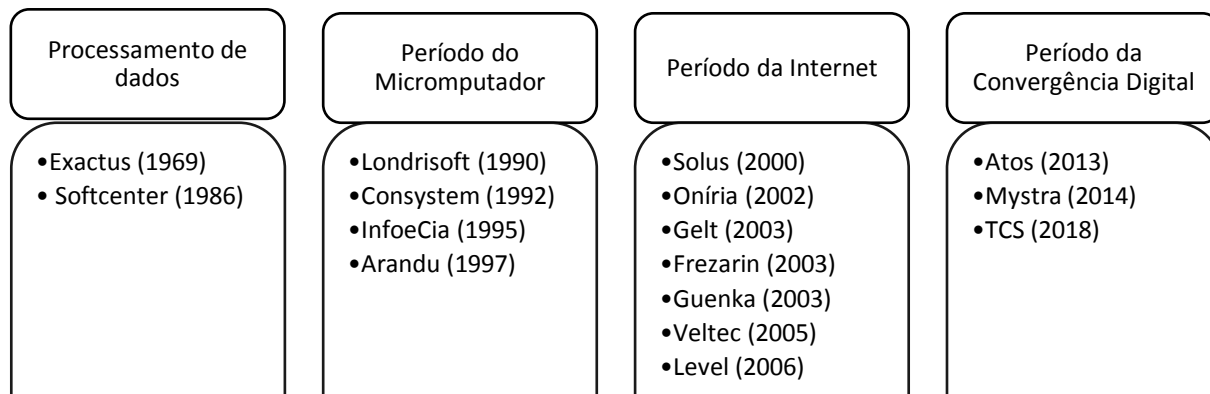 Processamento de
dados
•Exactus (1969)
• Softcenter (1986)
Período do
Micromputador
•Londrisoft (1990)
•Consystem (1992)
•InfoeCia (1995)
•Arandu (1997)
Período da Internet
•Solus (2000)
•Oníria (2002)
•Gelt (2003)
•Frezarin (2003)
•Guenka (2003)
•Veltec (2005)
•Level (2006)
Período da
Convergência Digital
•Atos (2013)
•Mystra (2014)
•TCS (2018)